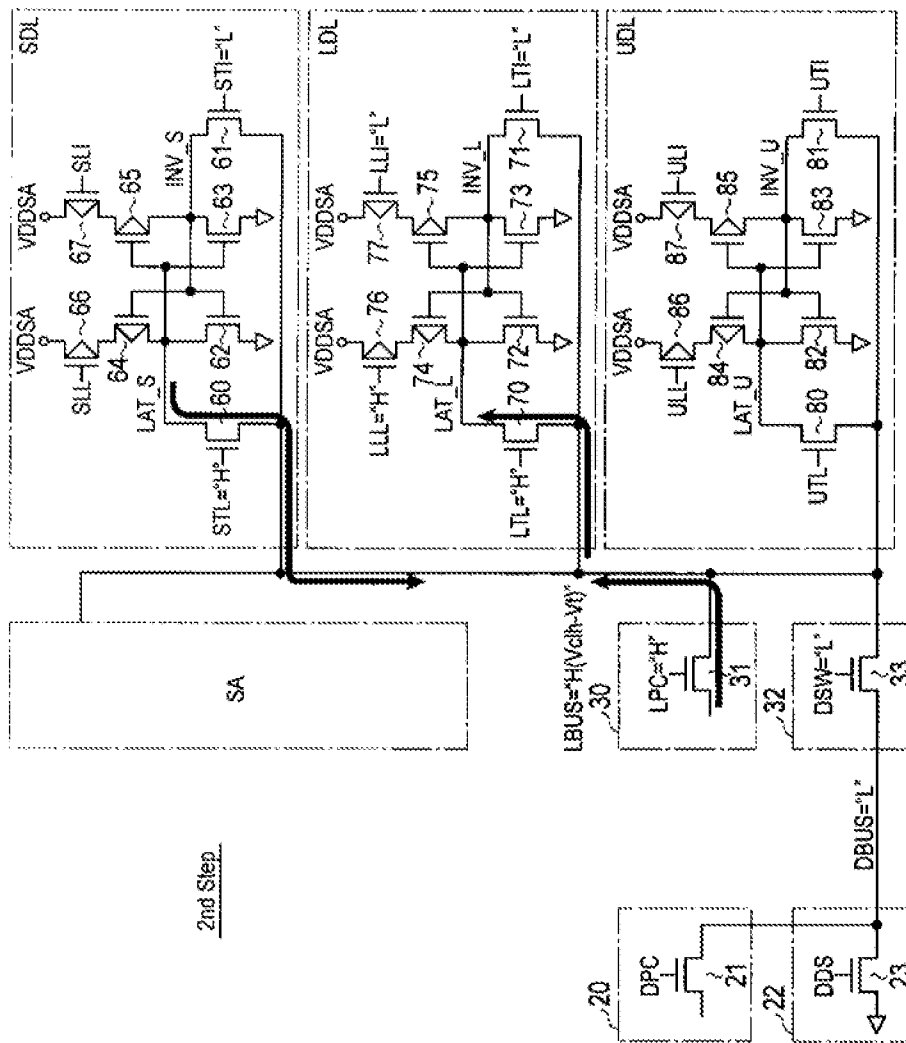 2nd Step
SA
SDL
VDDSA
VDDSA
SLL
66
67
SLI
64
65
LAT_S
INV_S
STL="H"
60
62
63
61
STI="L"
LDL
VDDSA
VDDSA
LLL="H"
76
77
LLI="L"
74
75
LAT_L
INV_L
LTL="H"
70
72
73
71
LTI="L"
UDL
VDDSA
VDDSA
ULL
86
87
ULI
84
85
LAT_U
INV_U
UTL
80
82
83
81
UTI
LBUS="H(Vclh-Vt)"
30
LPC="H"
31
32
DSW="L"
33
DBUS="L"
20
DPC
21
22
DDS
23